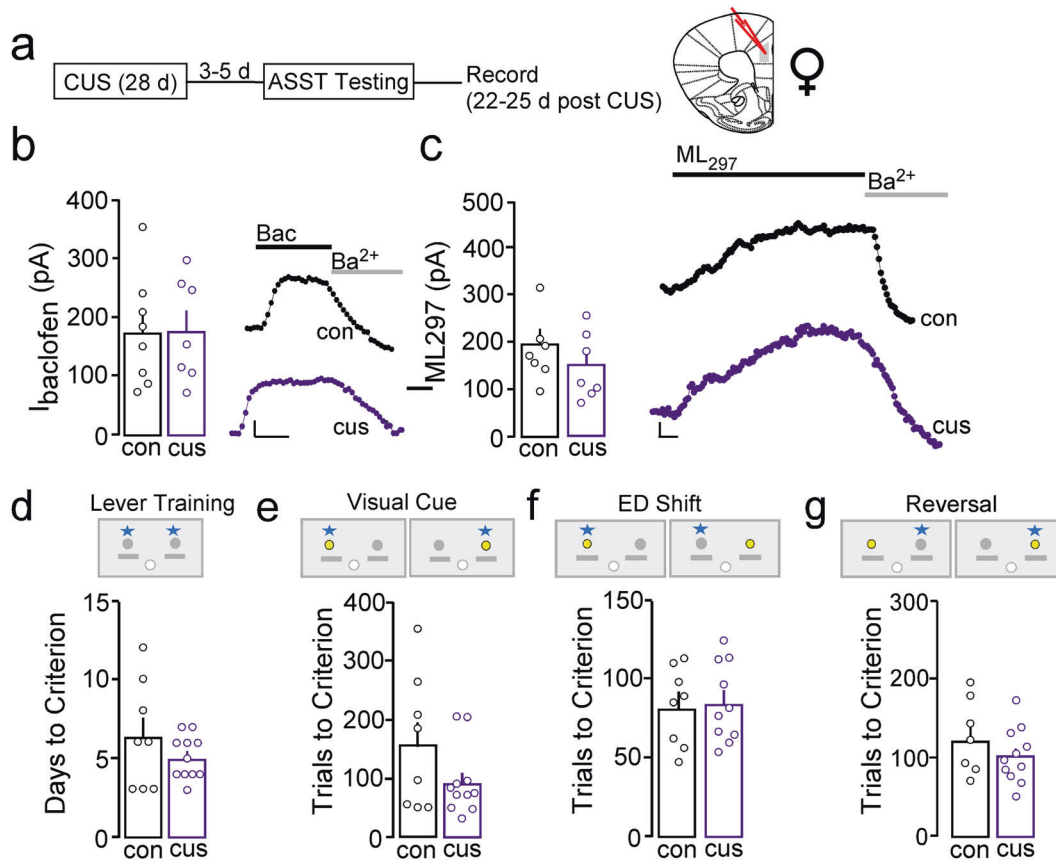 a
CUS (28 d)
3-5 d
ASST Testing
Record
(22-25 d post CUS)
♀
b
Ibaclofen (pA)
400
300
200
100
0
con
cus
Bac
Ba2+
con
cus
c
IML297 (pA)
500
400
300
200
100
0
con
cus
ML297
Ba2+
con
cus
d
Lever Training
Days to Criterion
15
10
5
0
con
cus
e
Visual Cue
Trials to Criterion
400
300
200
100
0
con
cus
f
ED Shift
Trials to Criterion
150
100
50
0
con
cus
g
Reversal
Trials to Criterion
300
200
100
0
con
cus